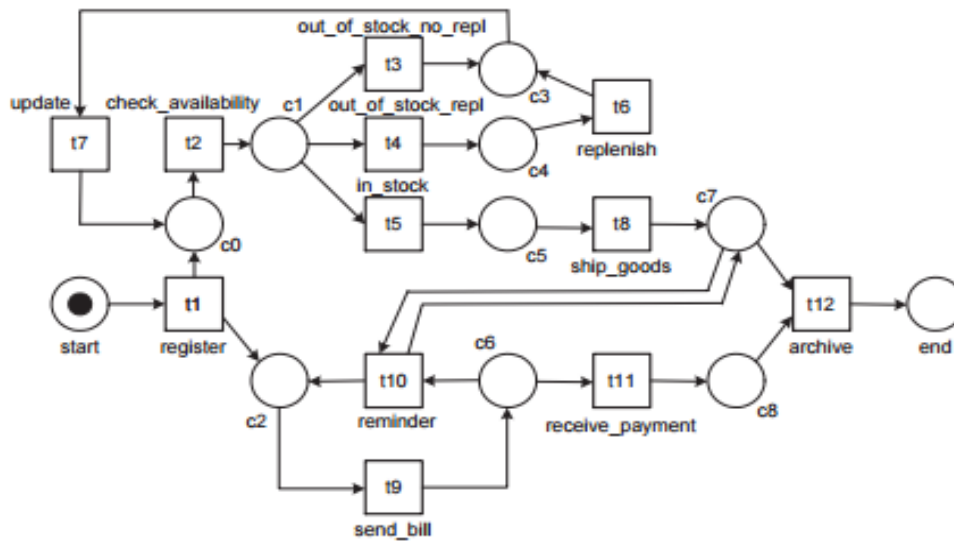 out_of_stock_no_repl
t3
c3
update
check_availability
c1
out_of_stock_repl
t6
t7
t2
t4
c4
replenish
in_stock
c7
t5
c5
t8
c0
ship_goods
t1
t12
start
register
c6
archive
end
t10
t11
c2
reminder
receive_payment
c8
t9
send_bill